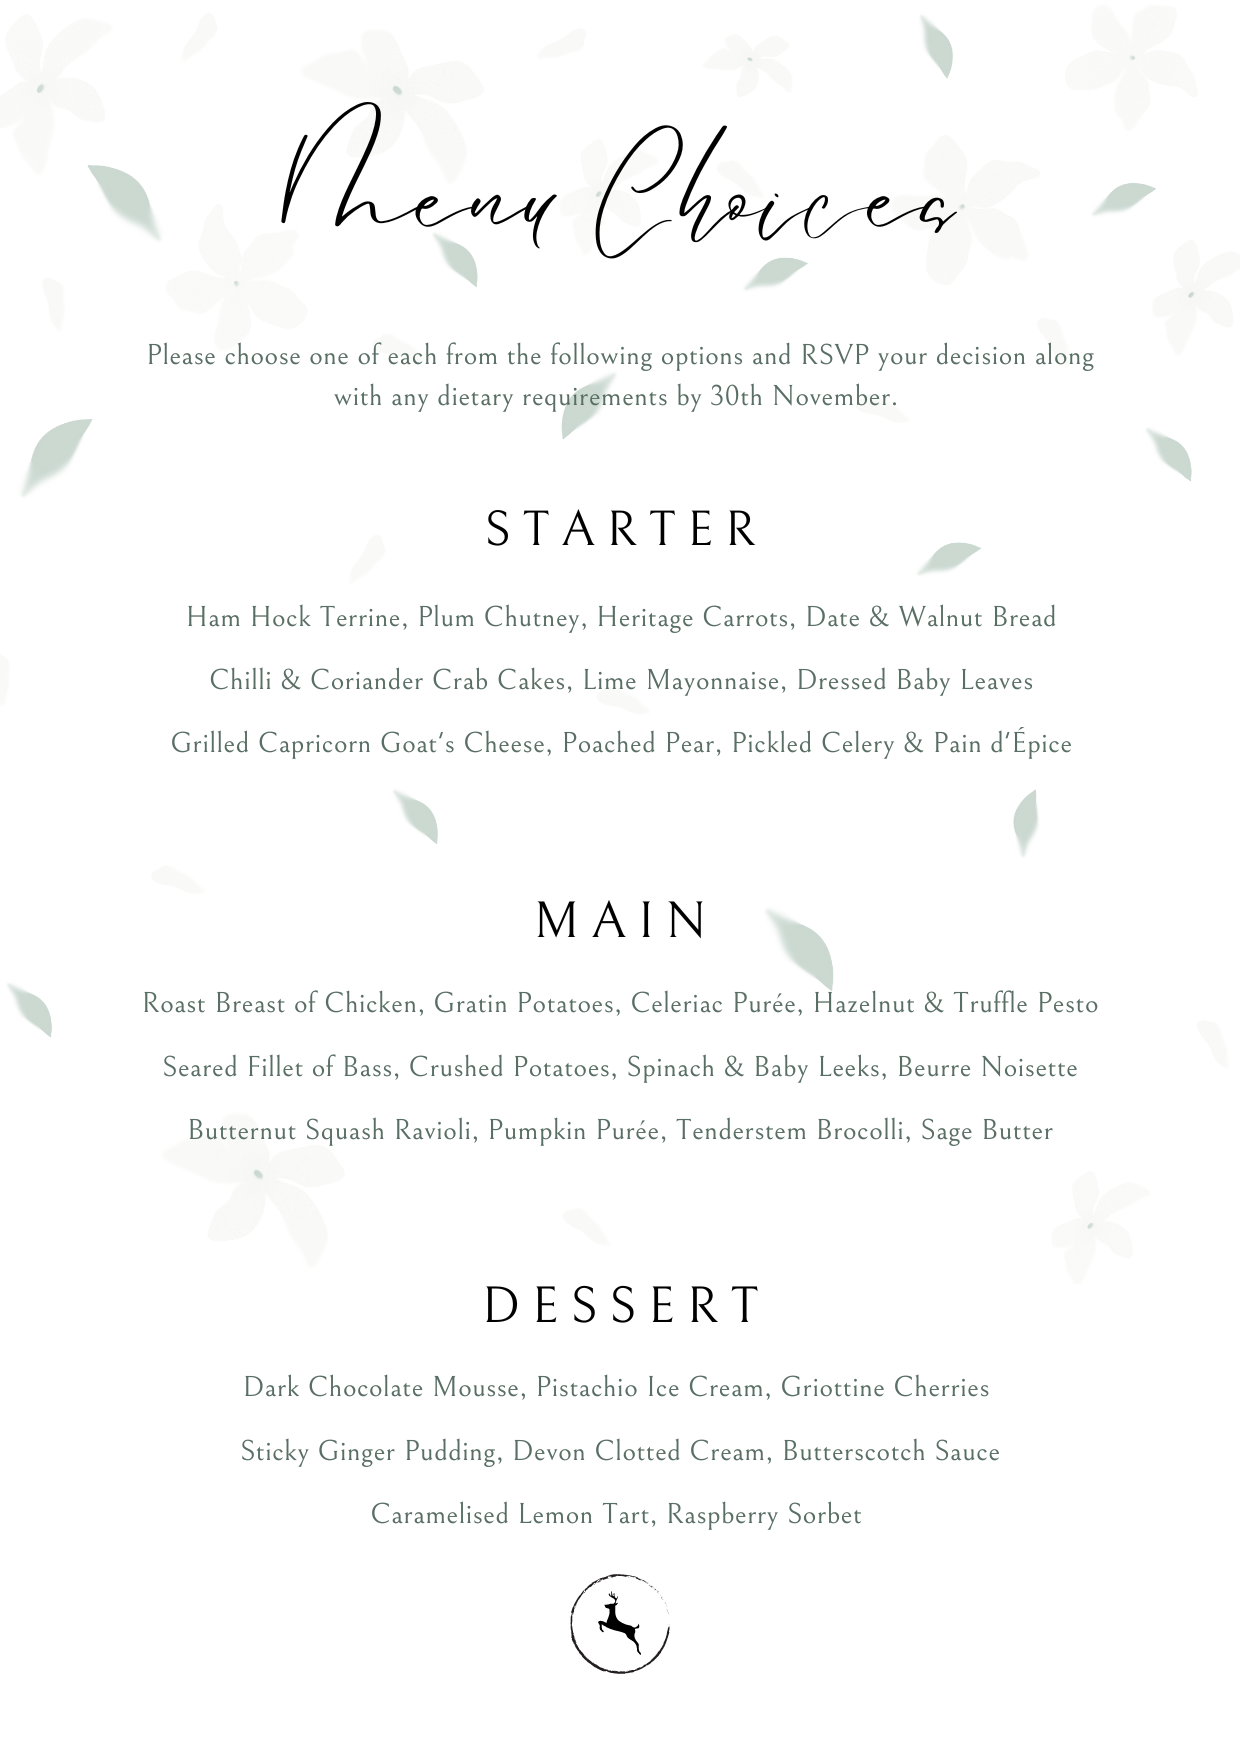 Menu Choices
Please choose one of each from the following options and RSVP your decision along
with any dietary requirements by 30th November.
STARTER
Ham Hock Terrine, Plum Chutney, Heritage Carrots, Date & Walnut Bread
Chilli & Coriander Crab Cakes, Lime Mayonnaise, Dressed Baby Leaves
Grilled Capricorn Goat's Cheese, Poached Pear, Pickled Celery & Pain d'Épice
MAIN
Roast Breast of Chicken, Gratin Potatoes, Celeriac Purée, Hazelnut & Truffle Pesto
Seared Fillet of Bass, Crushed Potatoes, Spinach & Baby Leeks, Beurre Noisette
Butternut Squash Ravioli, Pumpkin Purée, Tenderstem Brocolli, Sage Butter
DESSERT
Dark Chocolate Mousse, Pistachio Ice Cream, Griottine Cherries
Sticky Ginger Pudding, Devon Clotted Cream, Butterscotch Sauce
Caramelised Lemon Tart, Raspberry Sorbet